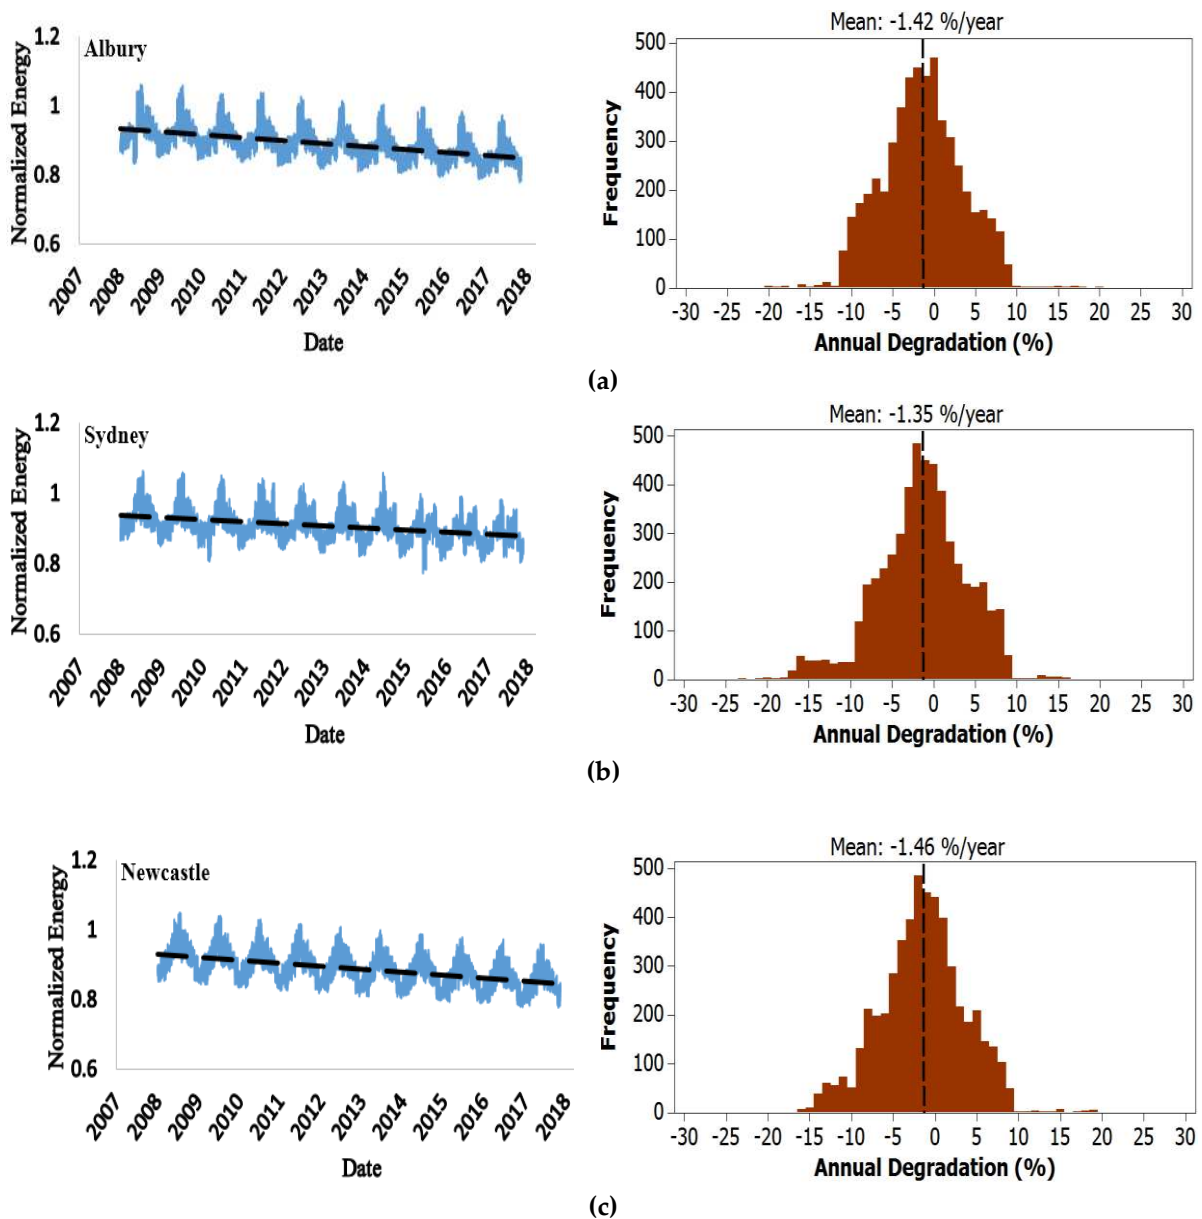 Mean: -1.42 %/year
Albury
Normalized Energy
1.2
1
0.8
0.6
2007 2008 2009 2010 2011 2012 2013 2014 2015 2016 2017 2018
Date
Frequency
500
400
300
200
100
0
-30 -25 -20 -15 -10 -5 0 5 10 15 20 25 30
Annual Degradation (%)
(a)
Mean: -1.35 %/year
Sydney
Normalized Energy
1.2
1
0.8
0.6
2007 2008 2009 2010 2011 2012 2013 2014 2015 2016 2017 2018
Date
Frequency
500
400
300
200
100
0
-30 -25 -20 -15 -10 -5 0 5 10 15 20 25 30
Annual Degradation (%)
(b)
Mean: -1.46 %/year
Newcastle
Normalized Energy
1.2
1
0.8
0.6
2007 2008 2009 2010 2011 2012 2013 2014 2015 2016 2017 2018
Date
Frequency
500
400
300
200
100
0
-30 -25 -20 -15 -10 -5 0 5 10 15 20 25 30
Annual Degradation (%)
(c)